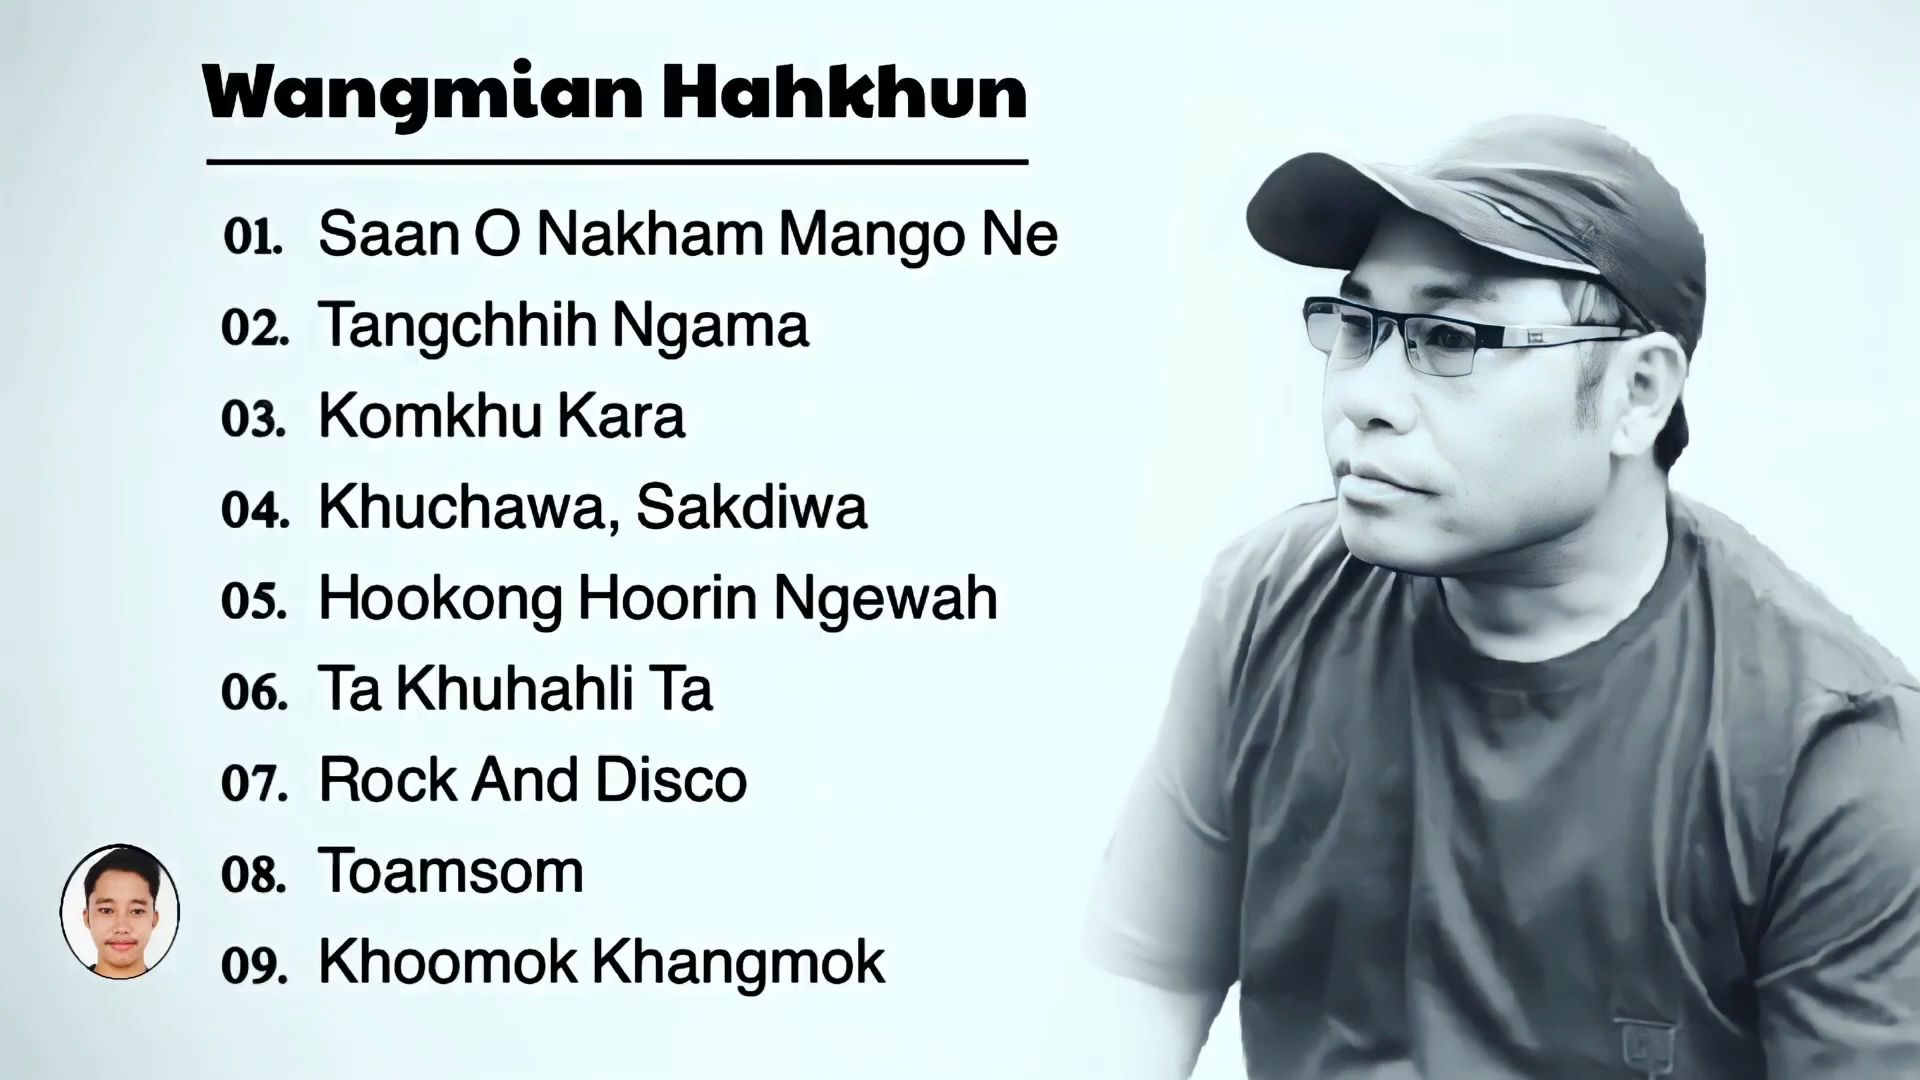 Wangmian Hahkhun
01. Saan O Nakham Mango Ne
02. Tangchhih Ngama
03. Komkhu Kara
04. Khuchawa, Sakdiwa
05. Hookong Hoorin Ngewah
06. Ta Khuhahli Ta
07. Rock And Disco
08. Toamsom
09. Khoomok Khangmok